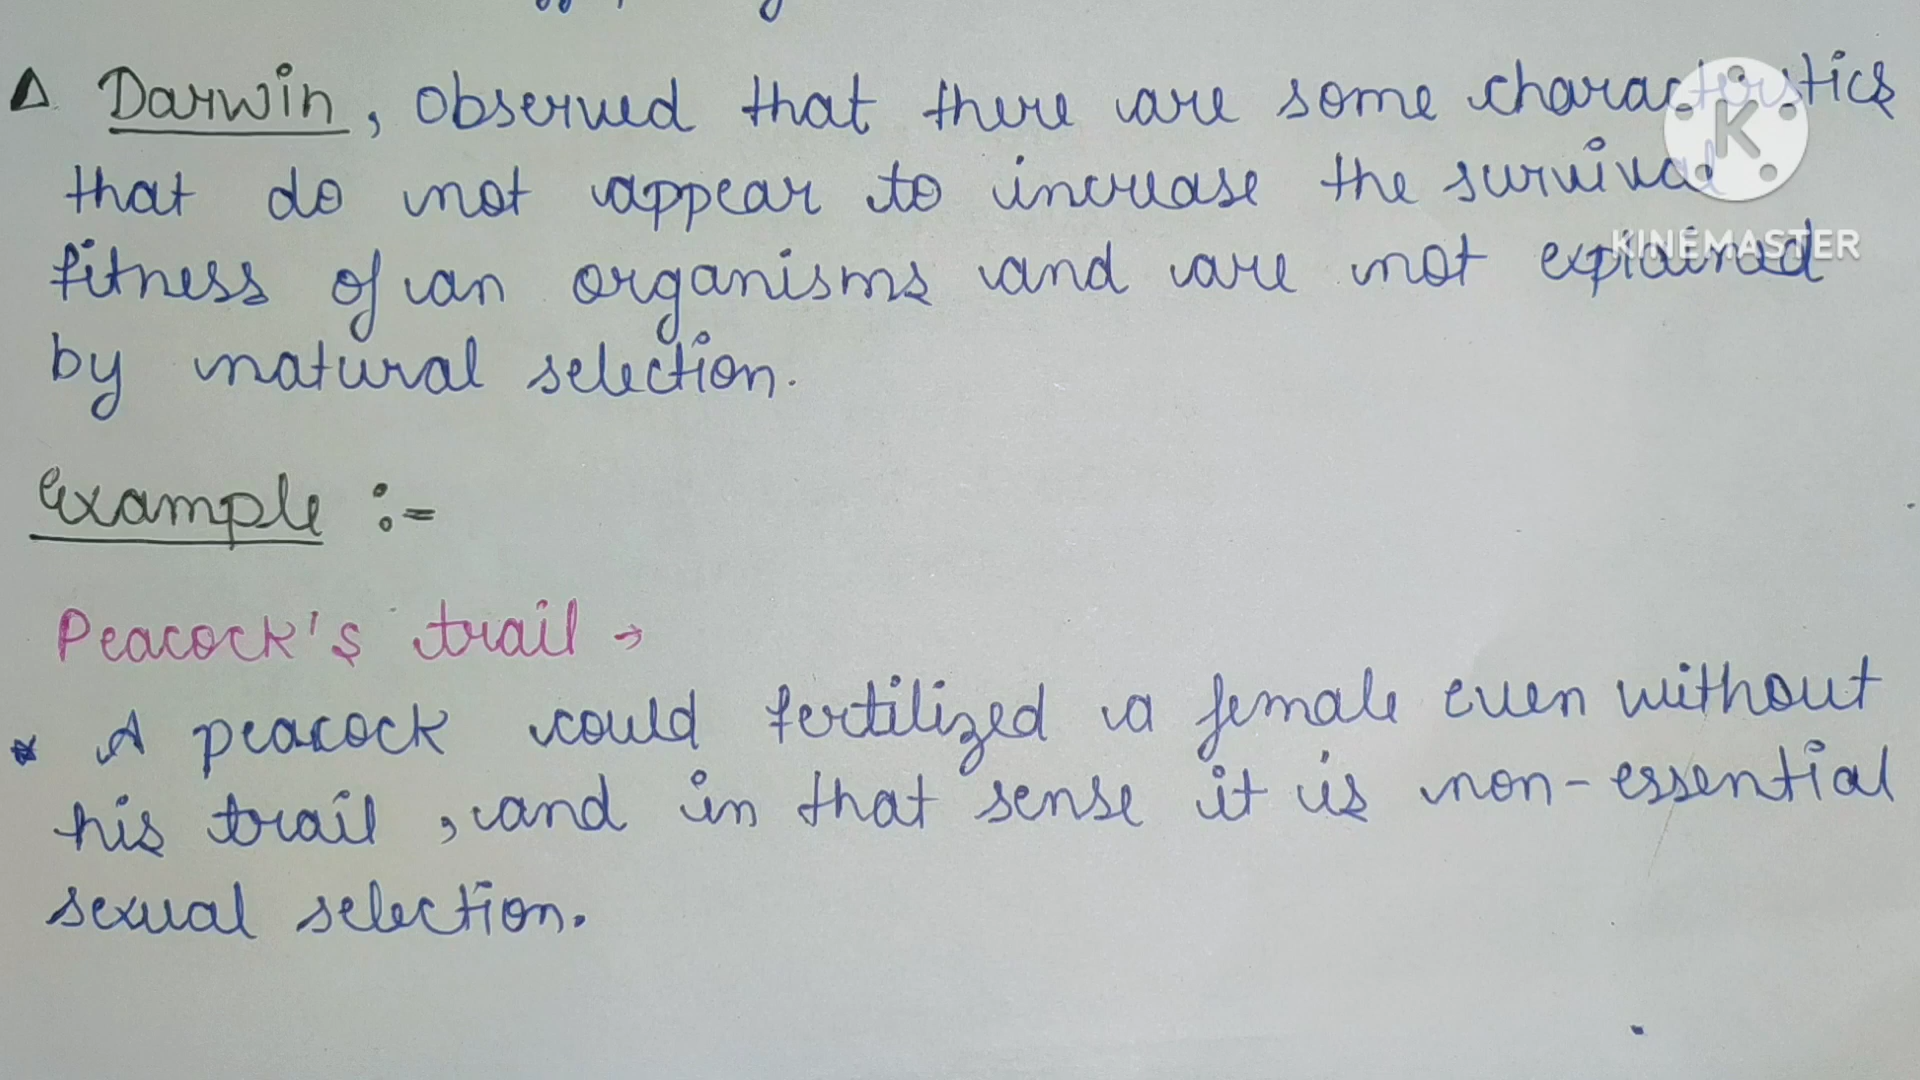 Δ Darwin, observed that there are some characteristics
that do not appear to increase the survival
fitness of an organisms and are not explained
by natural selection.
Example :-
Peacock's trail →
* A peacock could fertilized a female even without
his trail, and in that sense it is non-essential
sexual selection.
K
KINEMASTER